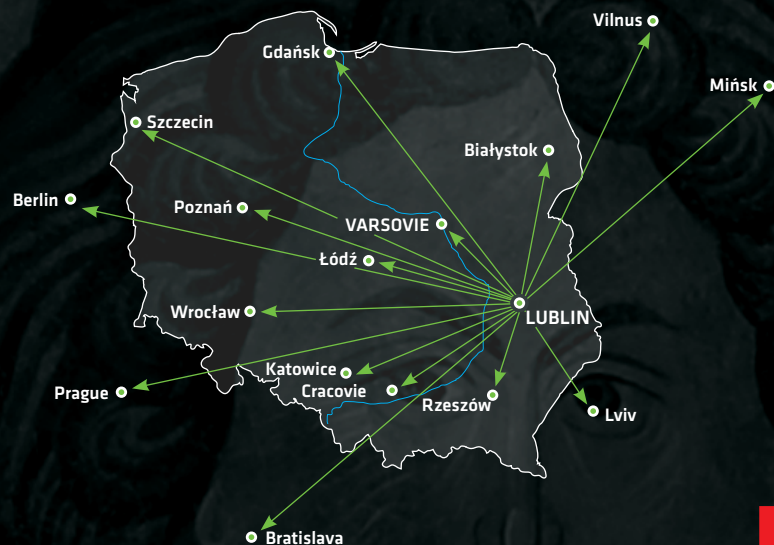 Vilnus
Gdańsk
Mińsk
Szczecin
Białystok
Berlin
Poznań
VARSOVIE
Łódź
Wrocław
LUBLIN
Katowice
Cracovie
Prague
Rzeszów
Lviv
Bratislava